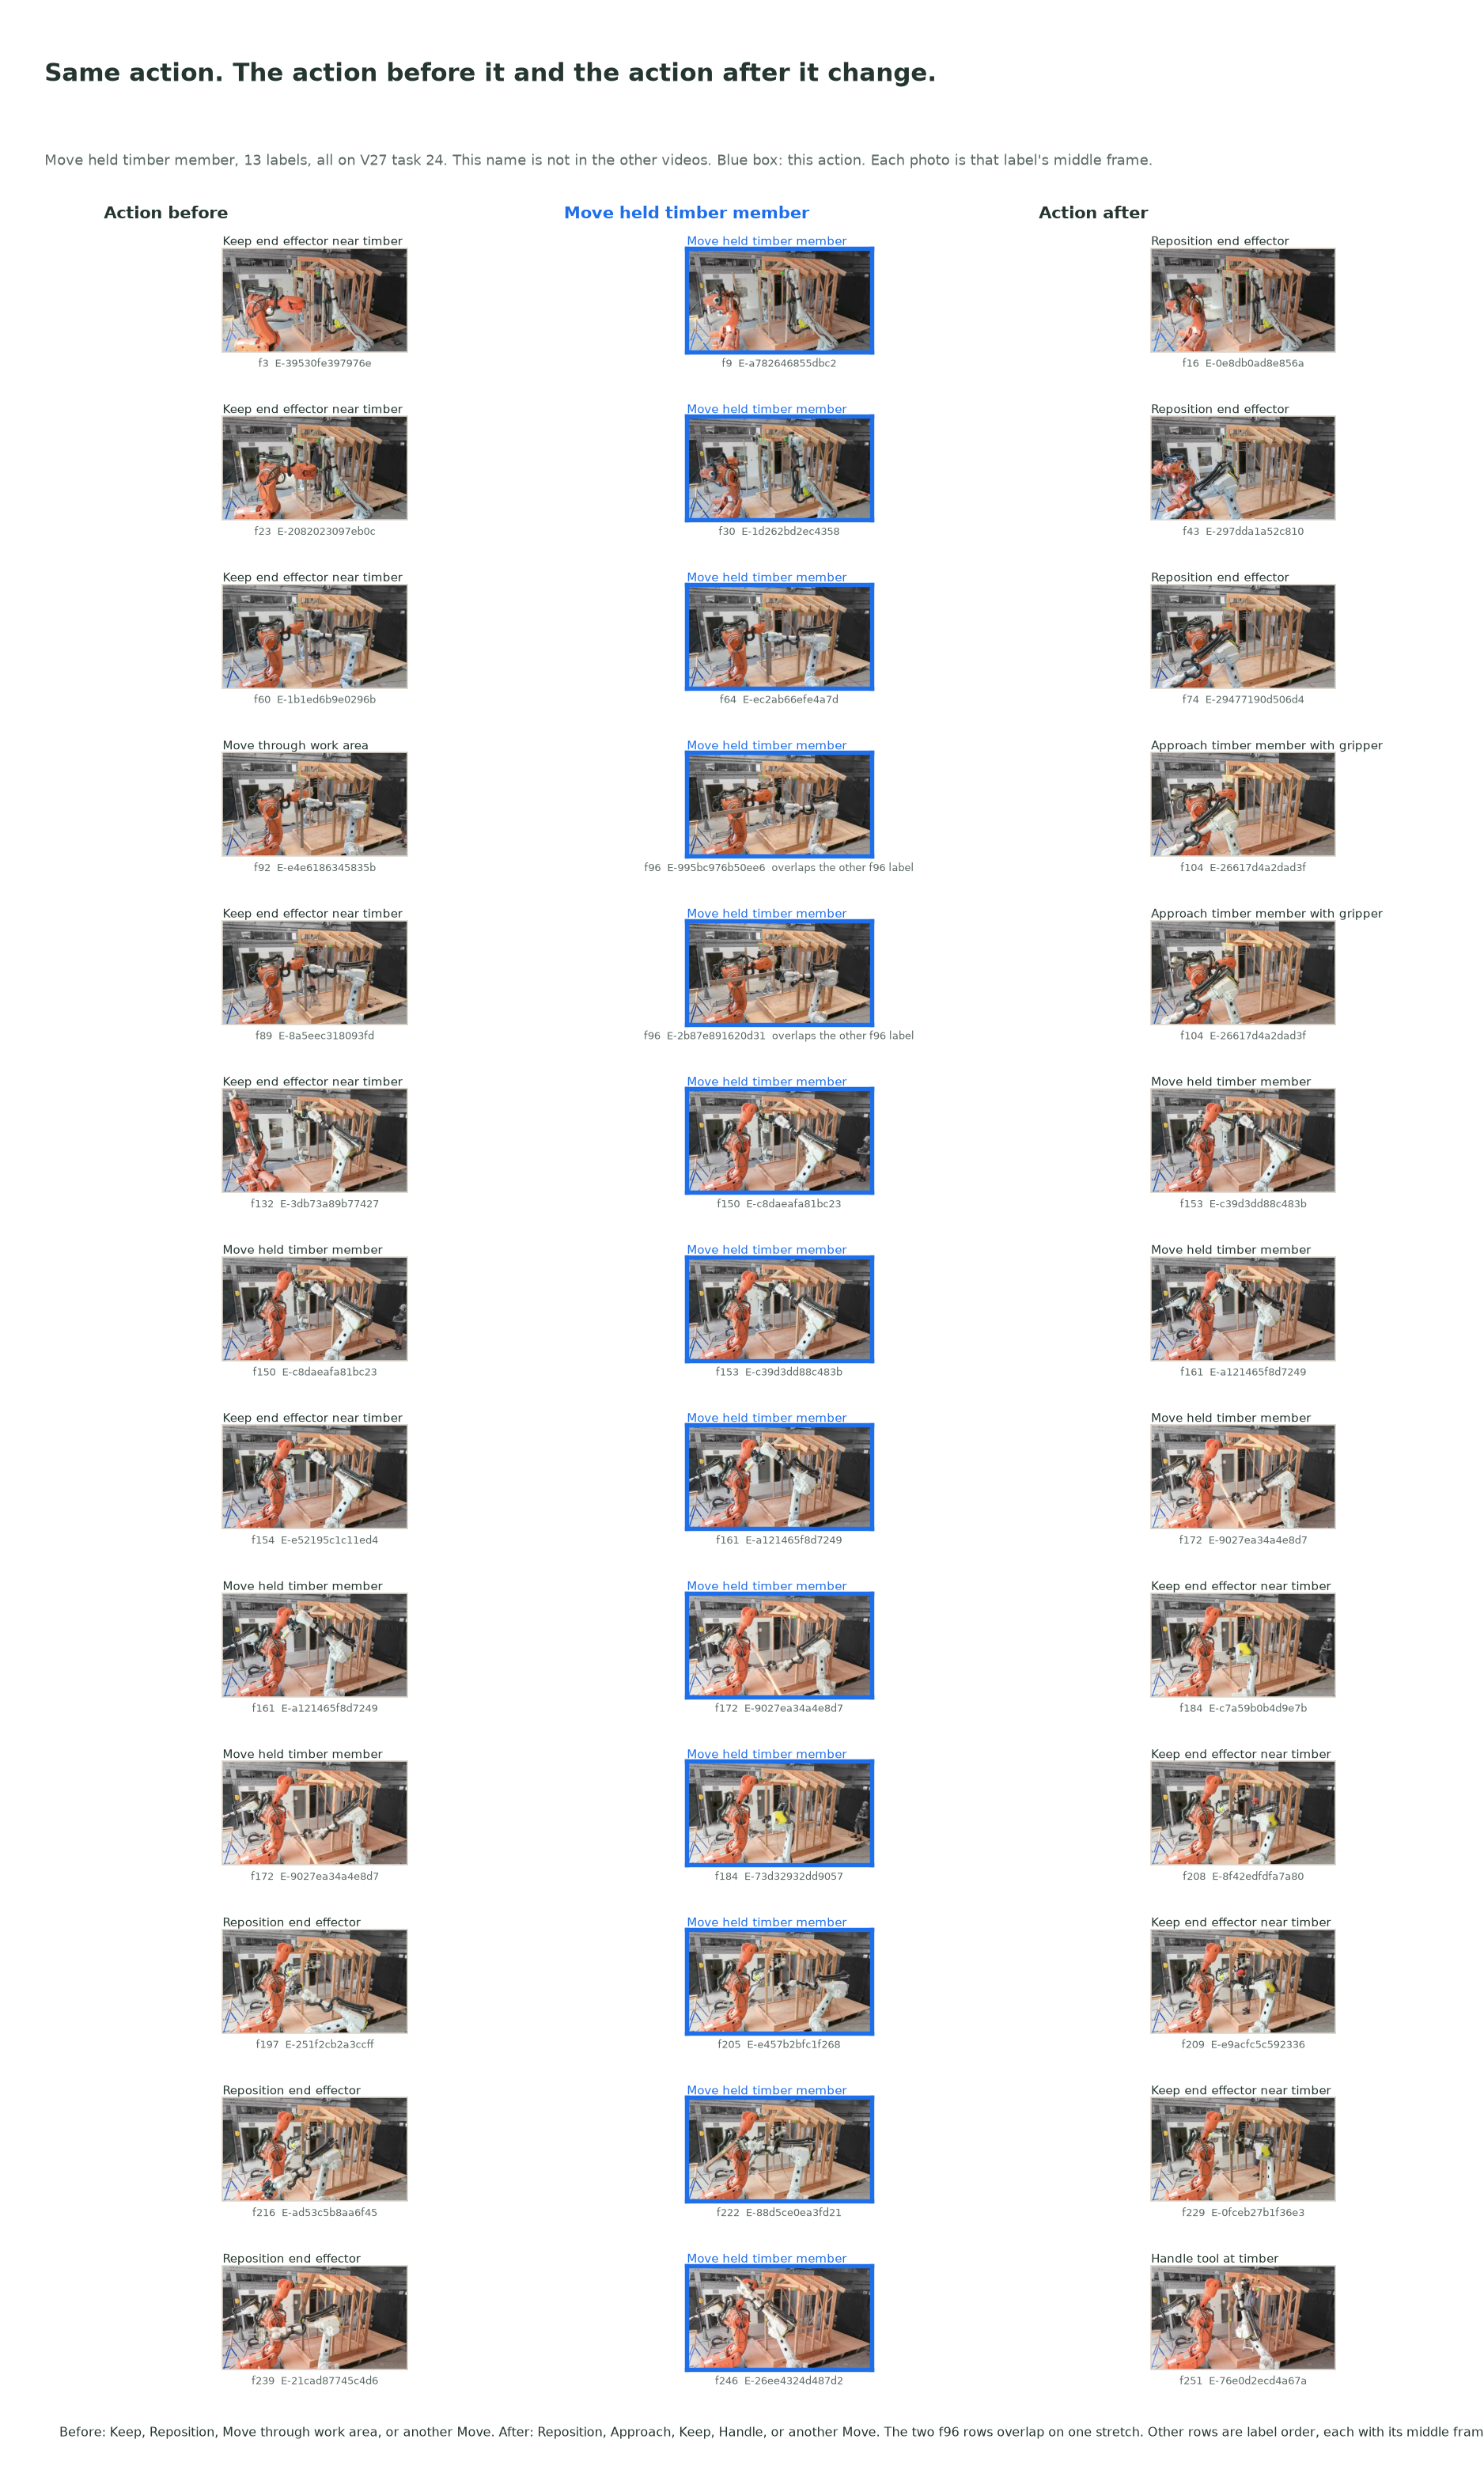 Same action. The action before it and the action after it change.
Move held timber member, 13 labels, all on V27 task 24. This name is not in the other videos. Blue box: this action. Each photo is that label's middle frame.
Action before Move held timber member Action after
Keep end effector near timber Move held timber member Reposition end effector
f3 E-39530fe397976e f9 E-a782646855dbc2 f16 E-0e8db0ad8e856a
Keep end effector near timber Move held timber member Reposition end effector
f23 E-2082023097eb0c f30 E-1d262bd2ec4358 f43 E-297dda1a52c810
Keep end effector near timber Move held timber member Reposition end effector
f60 E-1b1ed6b9e0296b f64 E-ec2ab66efe4a7d f74 E-29477190d506d4
Move through work area Move held timber member Approach timber member with gripper
f92 E-e4e6186345835b f96 E-995bc976b50ee6 overlaps the other f96 label f104 E-26617d4a2dad3f
Keep end effector near timber Move held timber member Approach timber member with gripper
f89 E-8a5eec318093fd f96 E-2b87e891620d31 overlaps the other f96 label f104 E-26617d4a2dad3f
Keep end effector near timber Move held timber member Move held timber member
f132 E-3db73a89b77427 f150 E-c8daeafa81bc23 f153 E-c39d3dd88c483b
Move held timber member Move held timber member Move held timber member
f150 E-c8daeafa81bc23 f153 E-c39d3dd88c483b f161 E-a121465f8d7249
Keep end effector near timber Move held timber member Move held timber member
f154 E-e52195c1c11ed4 f161 E-a121465f8d7249 f172 E-9027ea34a4e8d7
Move held timber member Move held timber member Keep end effector near timber
f161 E-a121465f8d7249 f172 E-9027ea34a4e8d7 f184 E-c7a59b0b4d9e7b
Move held timber member Move held timber member Keep end effector near timber
f172 E-9027ea34a4e8d7 f184 E-73d32932dd9057 f208 E-8f42edfdfa7a80
Reposition end effector Move held timber member Keep end effector near timber
f197 E-251f2cb2a3ccff f205 E-e457b2bfc1f268 f209 E-e9acfc5c592336
Reposition end effector Move held timber member Keep end effector near timber
f216 E-ad53c5b8aa6f45 f222 E-88d5ce0ea3fd21 f229 E-0fceb27b1f36e3
Reposition end effector Move held timber member Handle tool at timber
f239 E-21cad87745c4d6 f246 E-26ee4324d487d2 f251 E-76e0d2ecd4a67a
Before: Keep, Reposition, Move through work area, or another Move. After: Reposition, Approach, Keep, Handle, or another Move. The two f96 rows overlap on one stretch. Other rows are label order, each with its middle fram